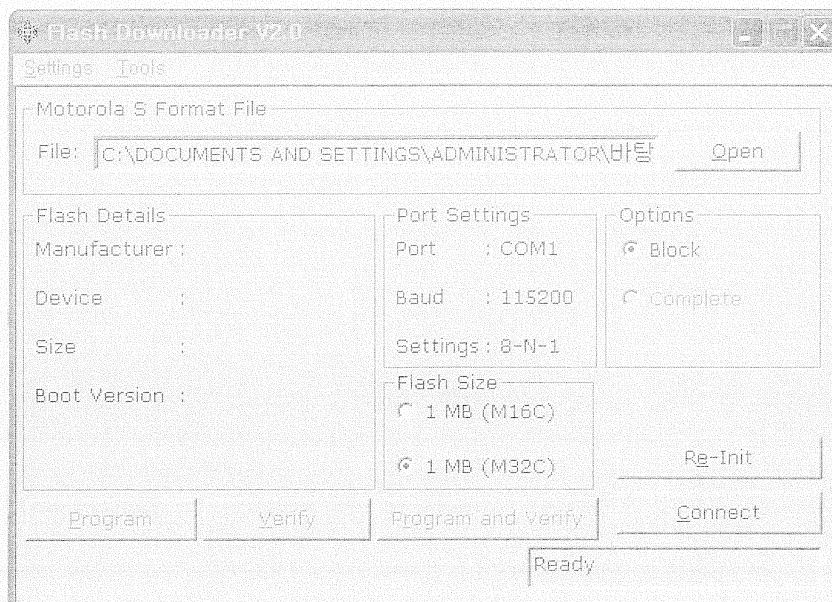 Flash Downloader v2.0
Settings Tools
Motorola S Format File
File: C:\DOCUMENTS AND SETTINGS\ADMINISTRATOR\바탕 Open
Flash Details
Manufacturer :
Device :
Size :
Boot Version :
Port Settings
Port : COM1
Baud : 115200
Settings : 8-N-1
Options
Block
Complete
Flash Size
1 MB (M16C)
1 MB (M32C)
Re-Init
Connect
Program Verify Program and Verify
Ready